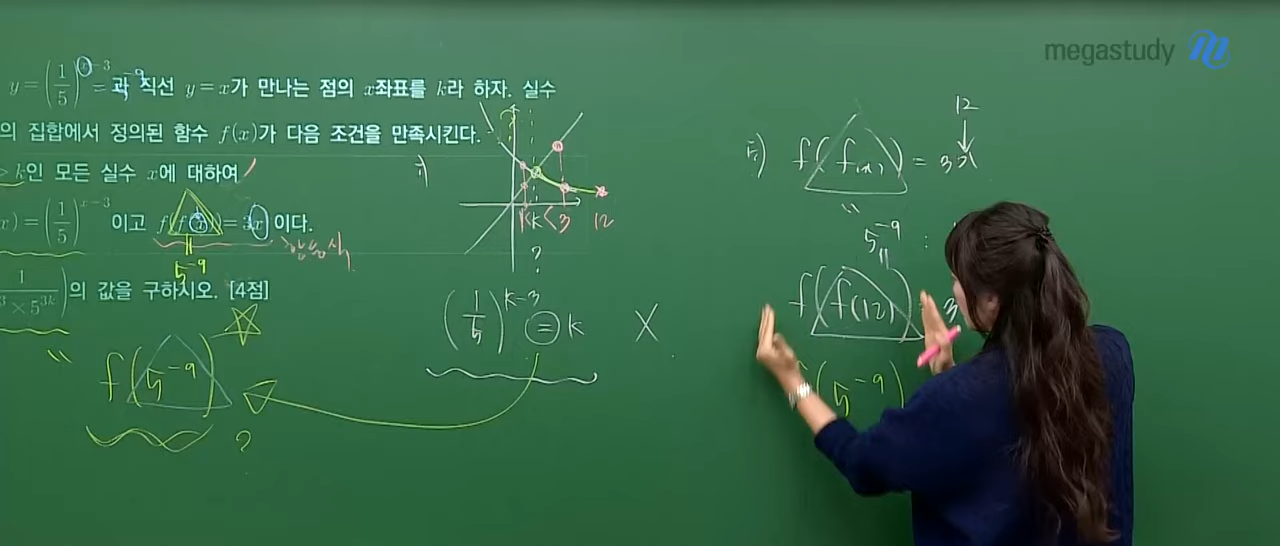 megastudy
y = (1/5)^{x-3} 과 직선 y = x가 만나는 점의 x좌표를 k라 하자. 실수
의 집합에서 정의된 함수 f(x)가 다음 조건을 만족시킨다.
> k인 모든 실수 x에 대하여
x) = (1/5)^{x-3} 이고 f(f(x)) = 3x 이다.
1/(3 × 5^{3k}))의 값을 구하시오. [4점]
-9
5^{-9}
항등식
f(5^{-9})
?
k < 3 12
?
(1/5)^{k-3} = k X
12
f(f(x)) = 3x
5^{-9}
f(f(12)) 3
(5^{-9})